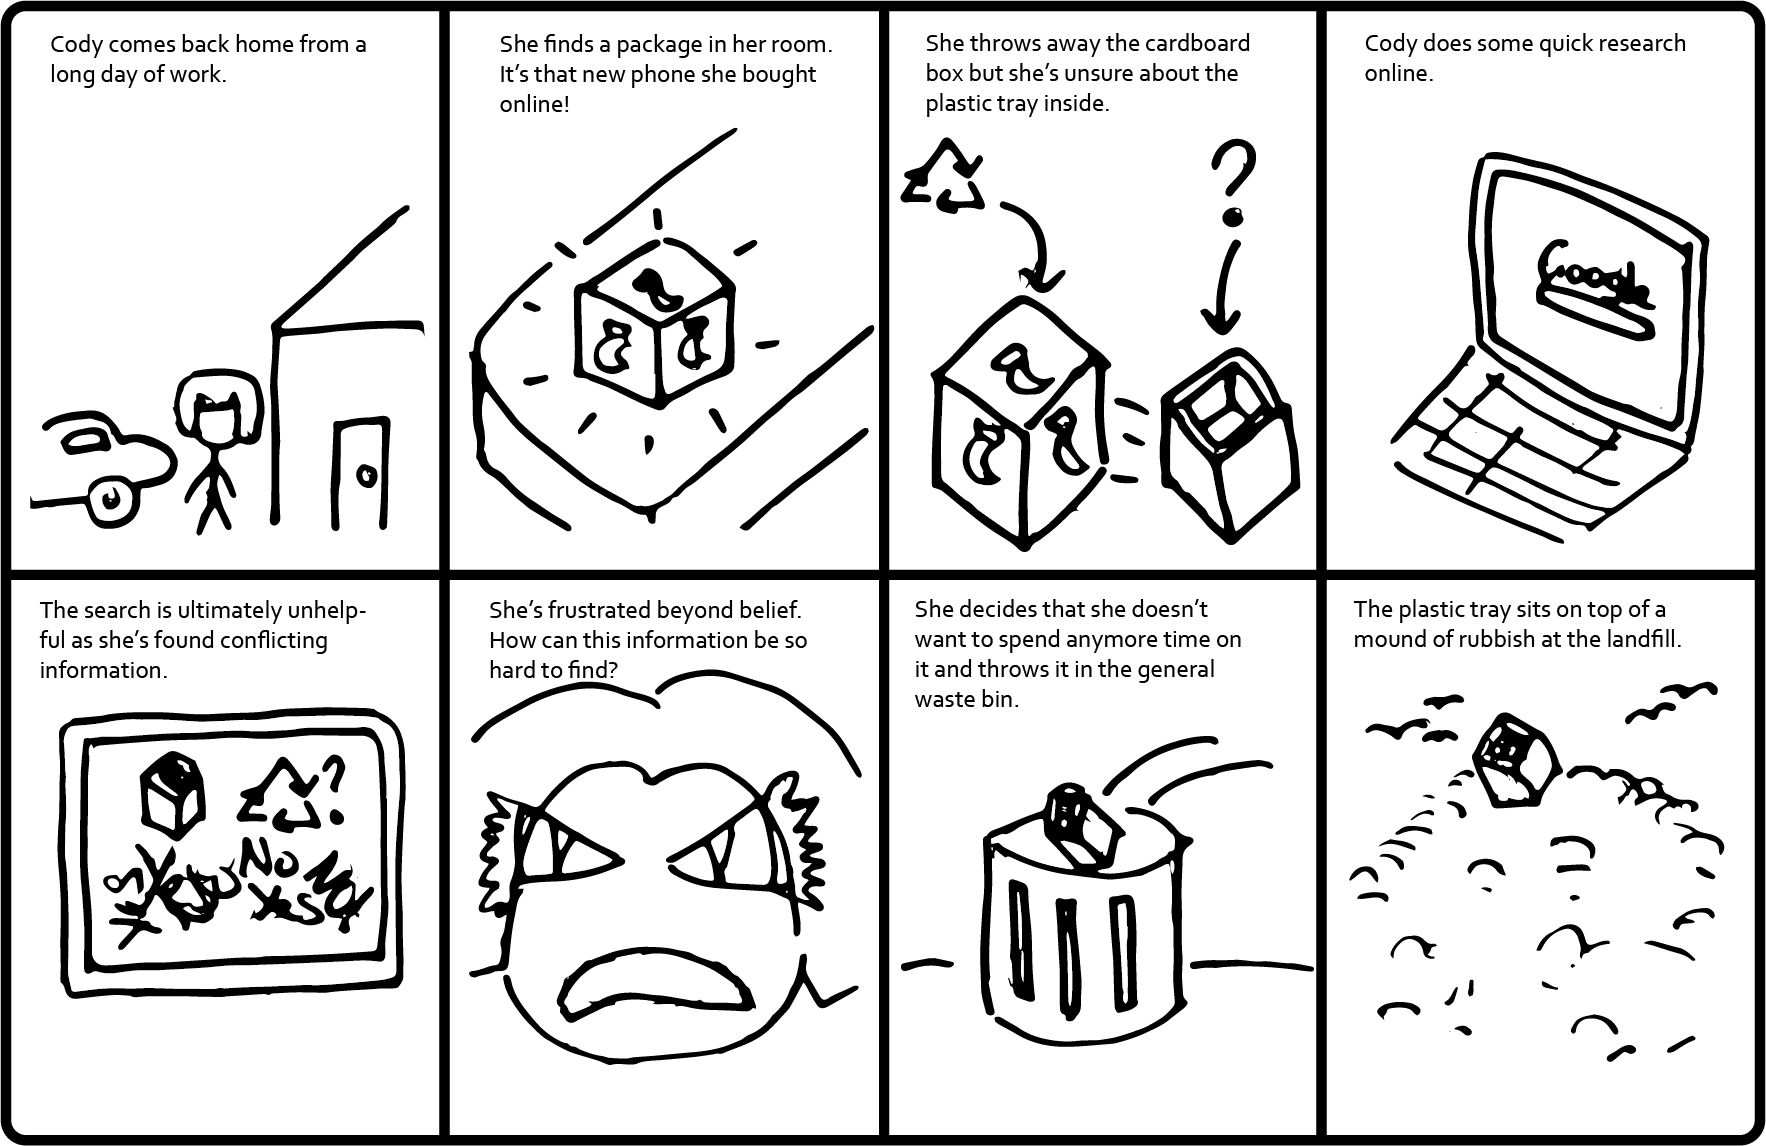 Cody comes back home from a
long day of work.
She finds a package in her room.
It's that new phone she bought
online!
She throws away the cardboard
box but she's unsure about the
plastic tray inside.
?
Cody does some quick research
online.
The search is ultimately unhelp-
ful as she's found conflicting
information.
?
No
She's frustrated beyond belief.
How can this information be so
hard to find?
She decides that she doesn't
want to spend anymore time on
it and throws it in the general
waste bin.
The plastic tray sits on top of a
mound of rubbish at the landfill.